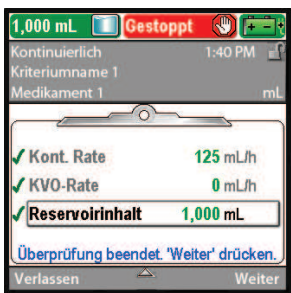 1,000 mL Gestoppt
Kontinuierlich 1:40 PM
Kriteriumname 1
Medikament 1 mL
Kont. Rate 125 mL/h
KVO-Rate 0 mL/h
Reservoirinhalt 1,000 mL
Überprüfung beendet. 'Weiter' drücken.
Verlassen Weiter